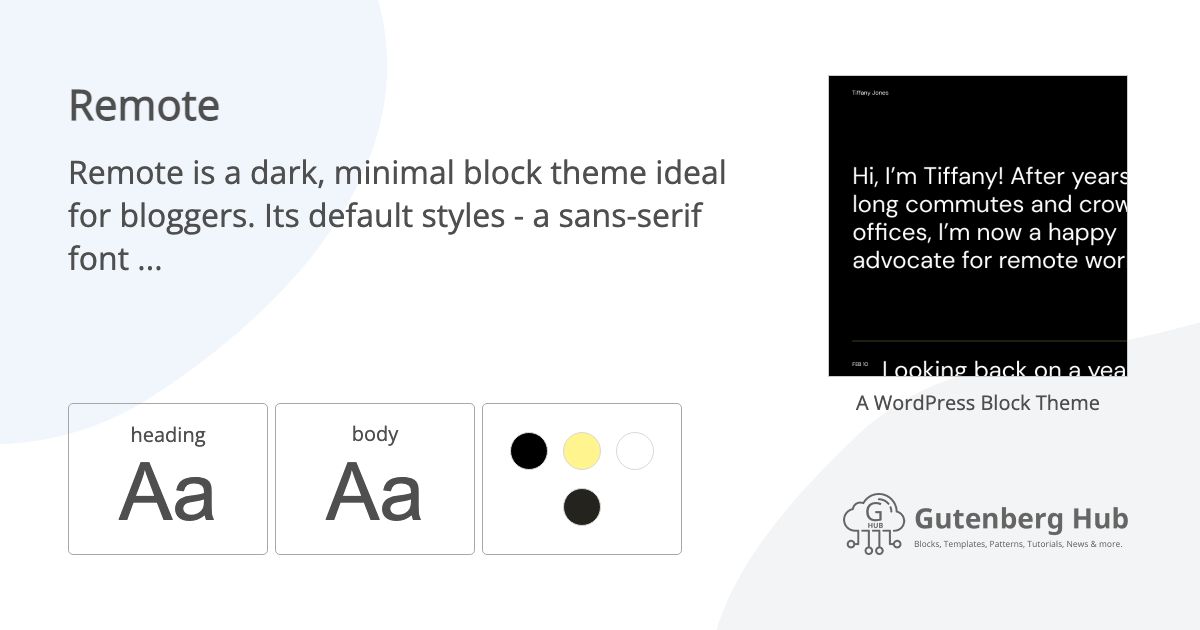 Remote
Remote is a dark, minimal block theme ideal
for bloggers. Its default styles - a sans-serif
font ...
Tiffany Jones
Hi, I’m Tiffany! After years
long commutes and crow
offices, I’m now a happy
advocate for remote wor
FEB 10
Looking back on a yea
A WordPress Block Theme
heading
Aa
body
Aa
G
HUB
Gutenberg Hub
Blocks, Templates, Patterns, Tutorials, News & more.